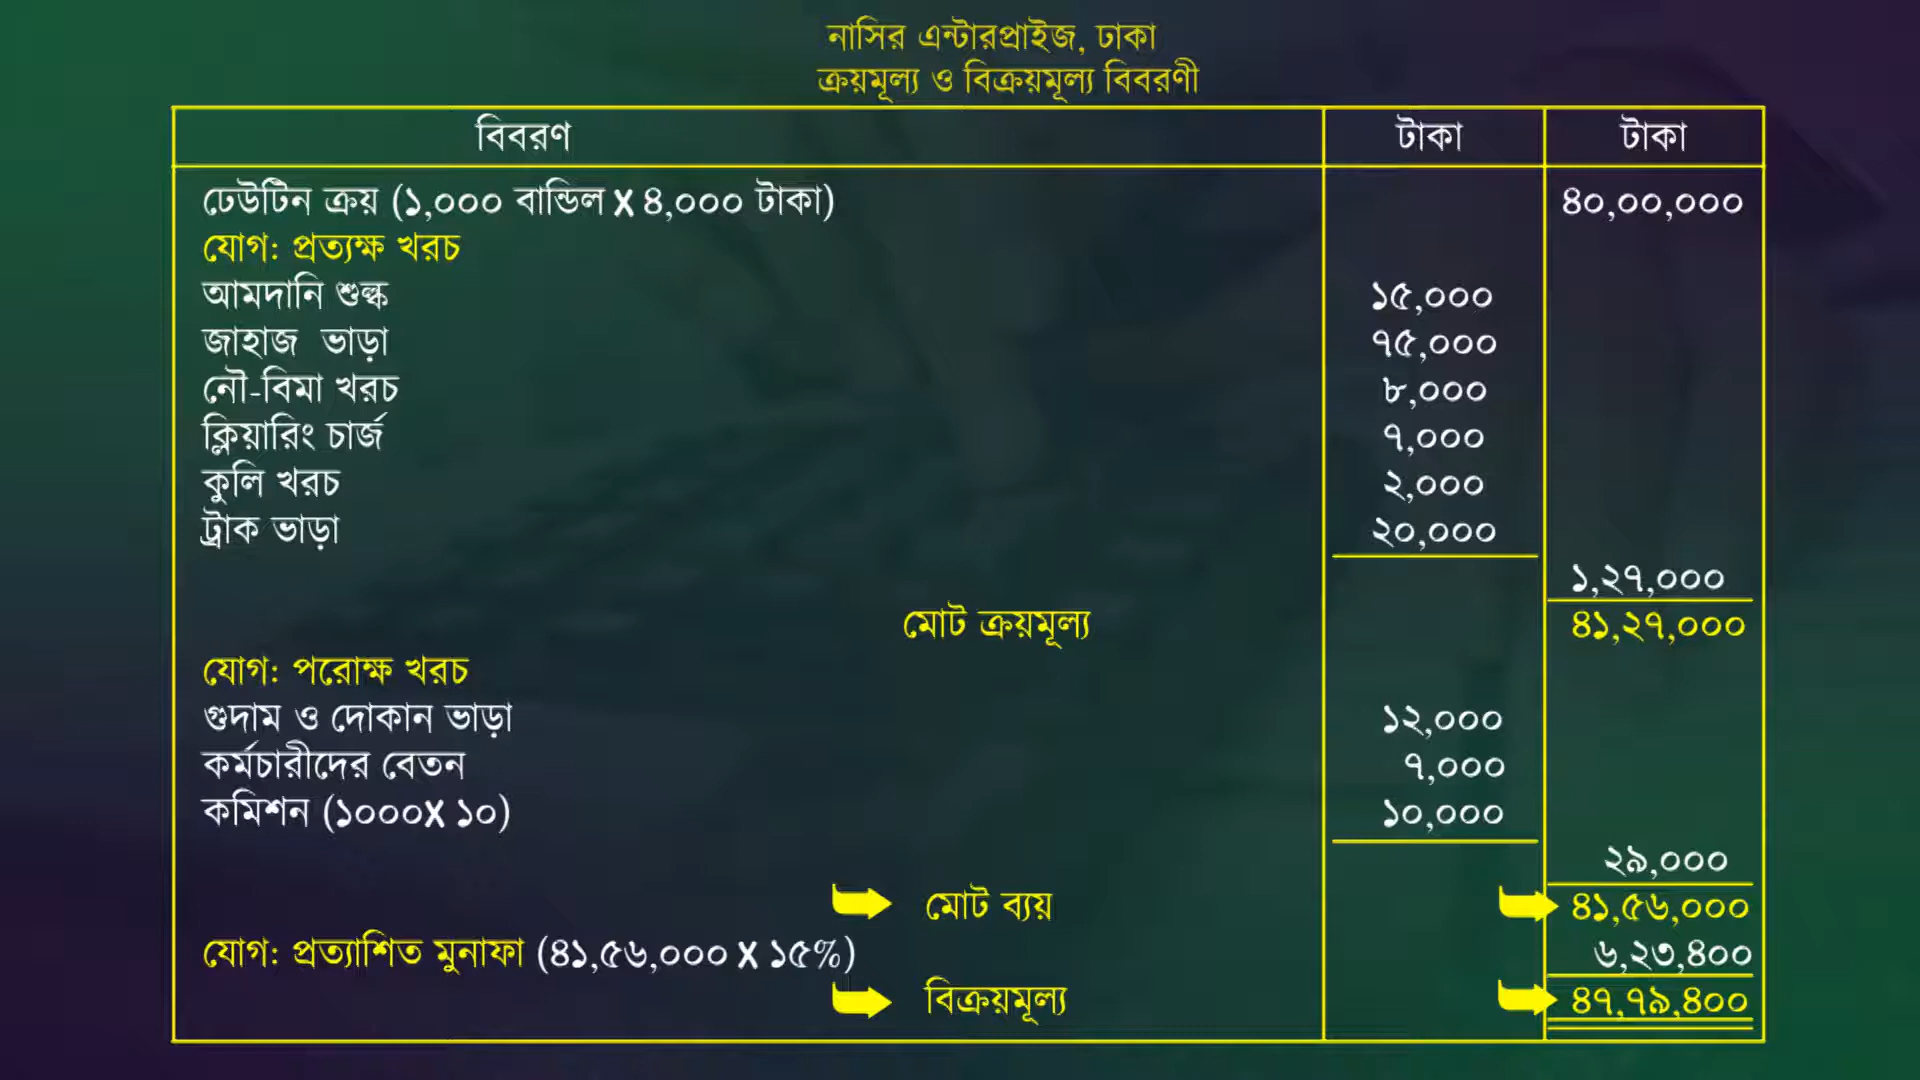 নাসির এন্টারপ্রাইজ, ঢাকা
ক্রয়মূল্য ও বিক্রয়মূল্য বিবরণী
বিবরণ টাকা টাকা
ঢেউটিন ক্রয় (১,০০০ বান্ডিল X ৪,০০০ টাকা) ৪০,০০,০০০
যোগ: প্রত্যক্ষ খরচ
আমদানি শুল্ক ১৫,০০০
জাহাজ ভাড়া ৭৫,০০০
নৌ-বিমা খরচ ৮,০০০
ক্লিয়ারিং চার্জ ৭,০০০
কুলি খরচ ২,০০০
ট্রাক ভাড়া ২০,০০০
১,২৭,০০০
মোট ক্রয়মূল্য ৪১,২৭,০০০
যোগ: পরোক্ষ খরচ
গুদাম ও দোকান ভাড়া ১২,০০০
কর্মচারীদের বেতন ৭,০০০
কমিশন (১০০০X ১০) ১০,০০০
২৯,০০০
মোট ব্যয় ৪১,৫৬,০০০
যোগ: প্রত্যাশিত মুনাফা (৪১,৫৬,০০০ X ১৫%) ৬,২৩,৪০০
বিক্রয়মূল্য ৪৭,৭৯,৪০০